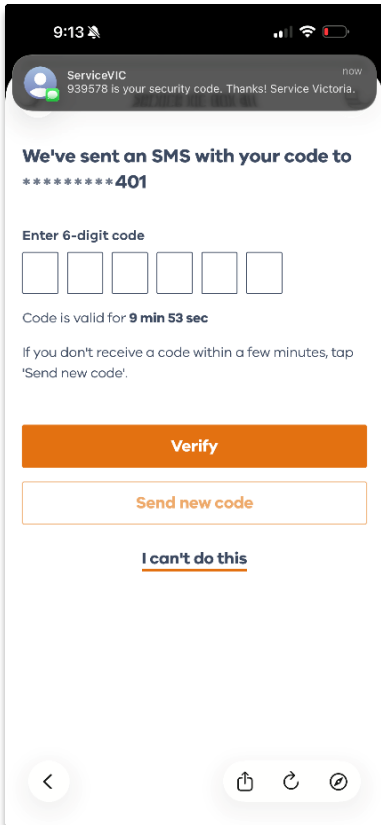 9:13
ServiceVIC
now
939578 is your security code. Thanks! Service Victoria.
We've sent an SMS with your code to
*********401
Enter 6-digit code
Code is valid for 9 min 53 sec
If you don't receive a code within a few minutes, tap
'Send new code'.
Verify
Send new code
I can't do this